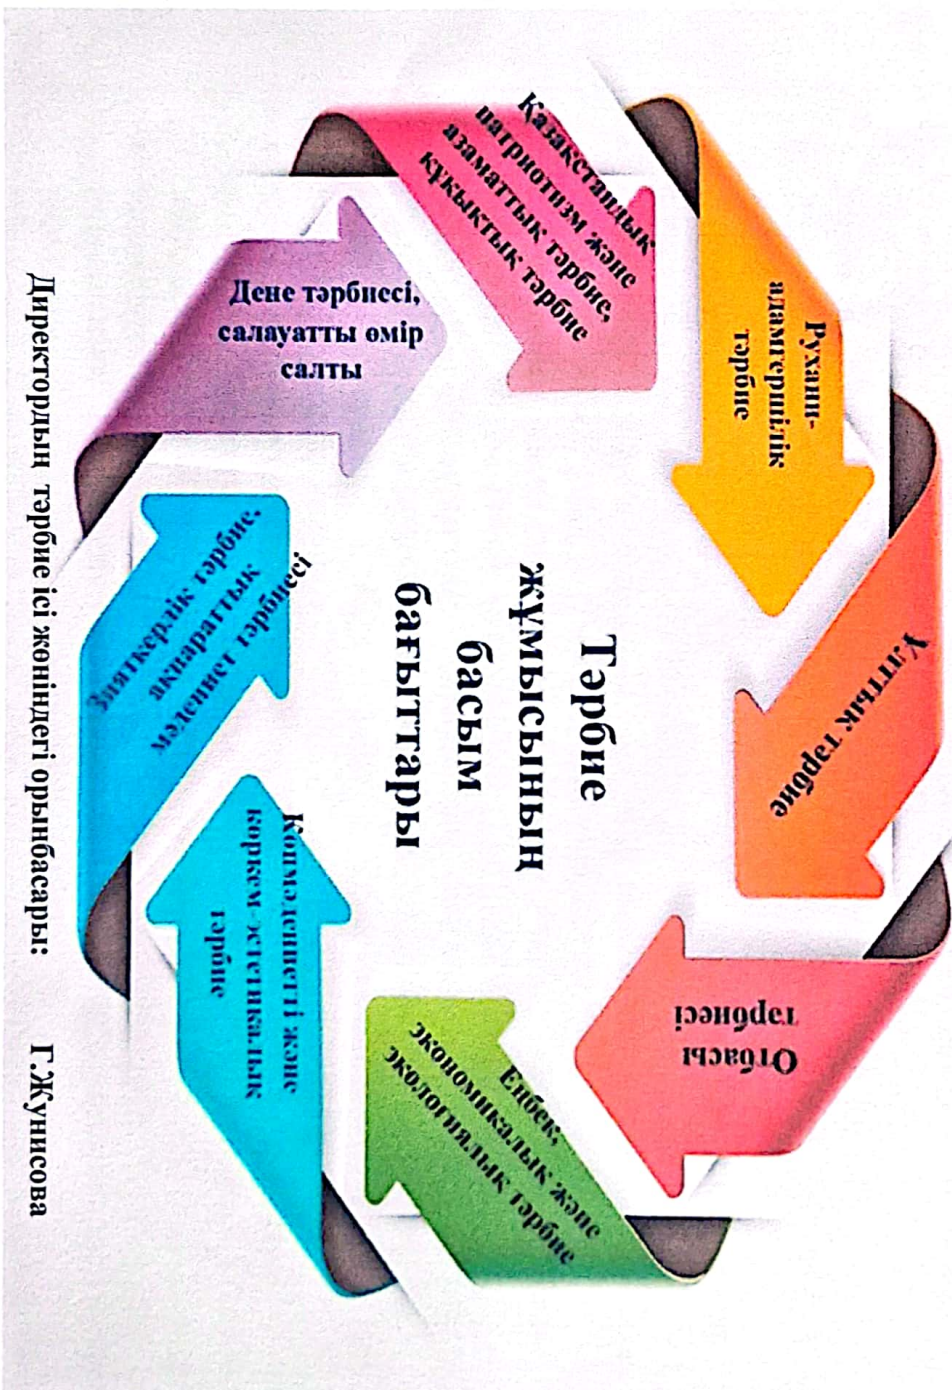 Тәрбие
жұмысының
басым
бағыттары
Қазақстандық
патриотизм және
азаматтық тәрбие,
құқықтық тәрбие
Рухани-
адамгершілік
тәрбие
Ұлттық тәрбие
Отбасы
тәрбиесі
Еңбек,
экономикалық және
экологиялық тәрбие
Көпмәдениетті және
көркем-эстетикалық
тәрбие
Зияткерлік тәрбие,
ақпараттық
мәдениет тәрбиесі
Дене тәрбиесі,
салауатты өмір
салты
Директордың тәрбие ісі жөніндегі орынбасары: Г.Жунисова